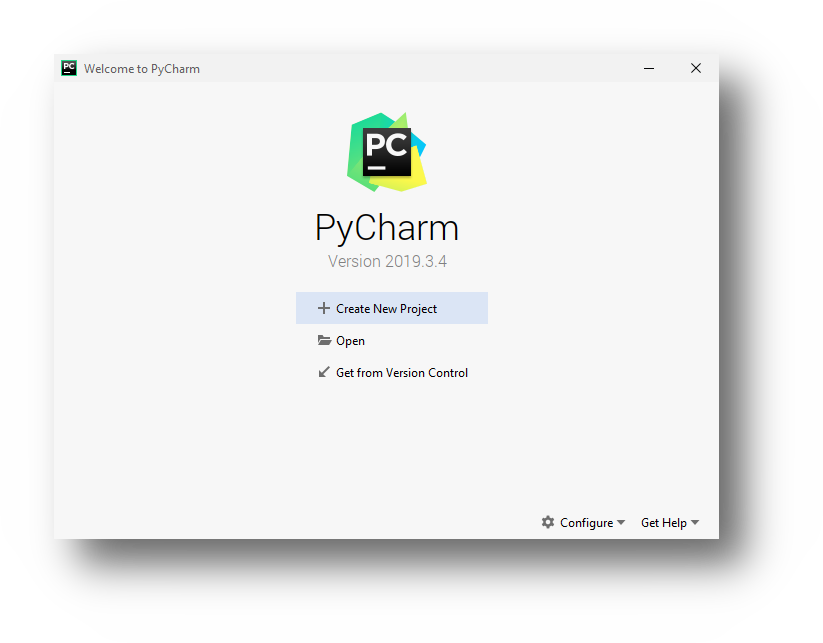 PC
Welcome to PyCharm
PC
PyCharm
Version 2019.3.4
Create New Project
Open
Get from Version Control
Configure
Get Help